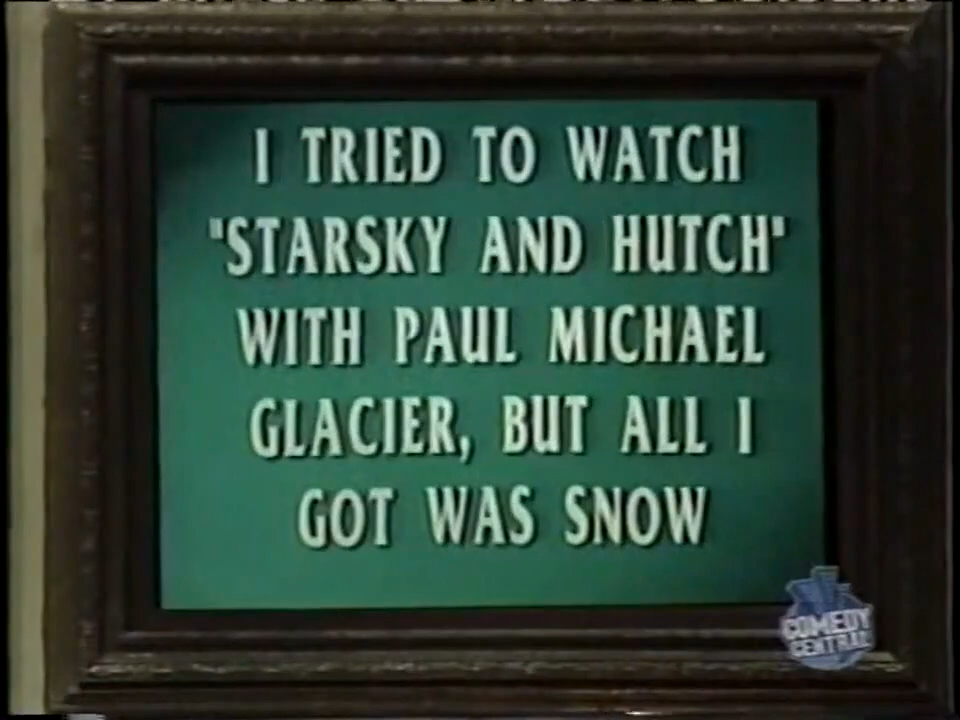 I TRIED TO WATCH
"STARSKY AND HUTCH"
WITH PAUL MICHAEL
GLACIER, BUT ALL I
GOT WAS SNOW
COMEDY
CENTRAL